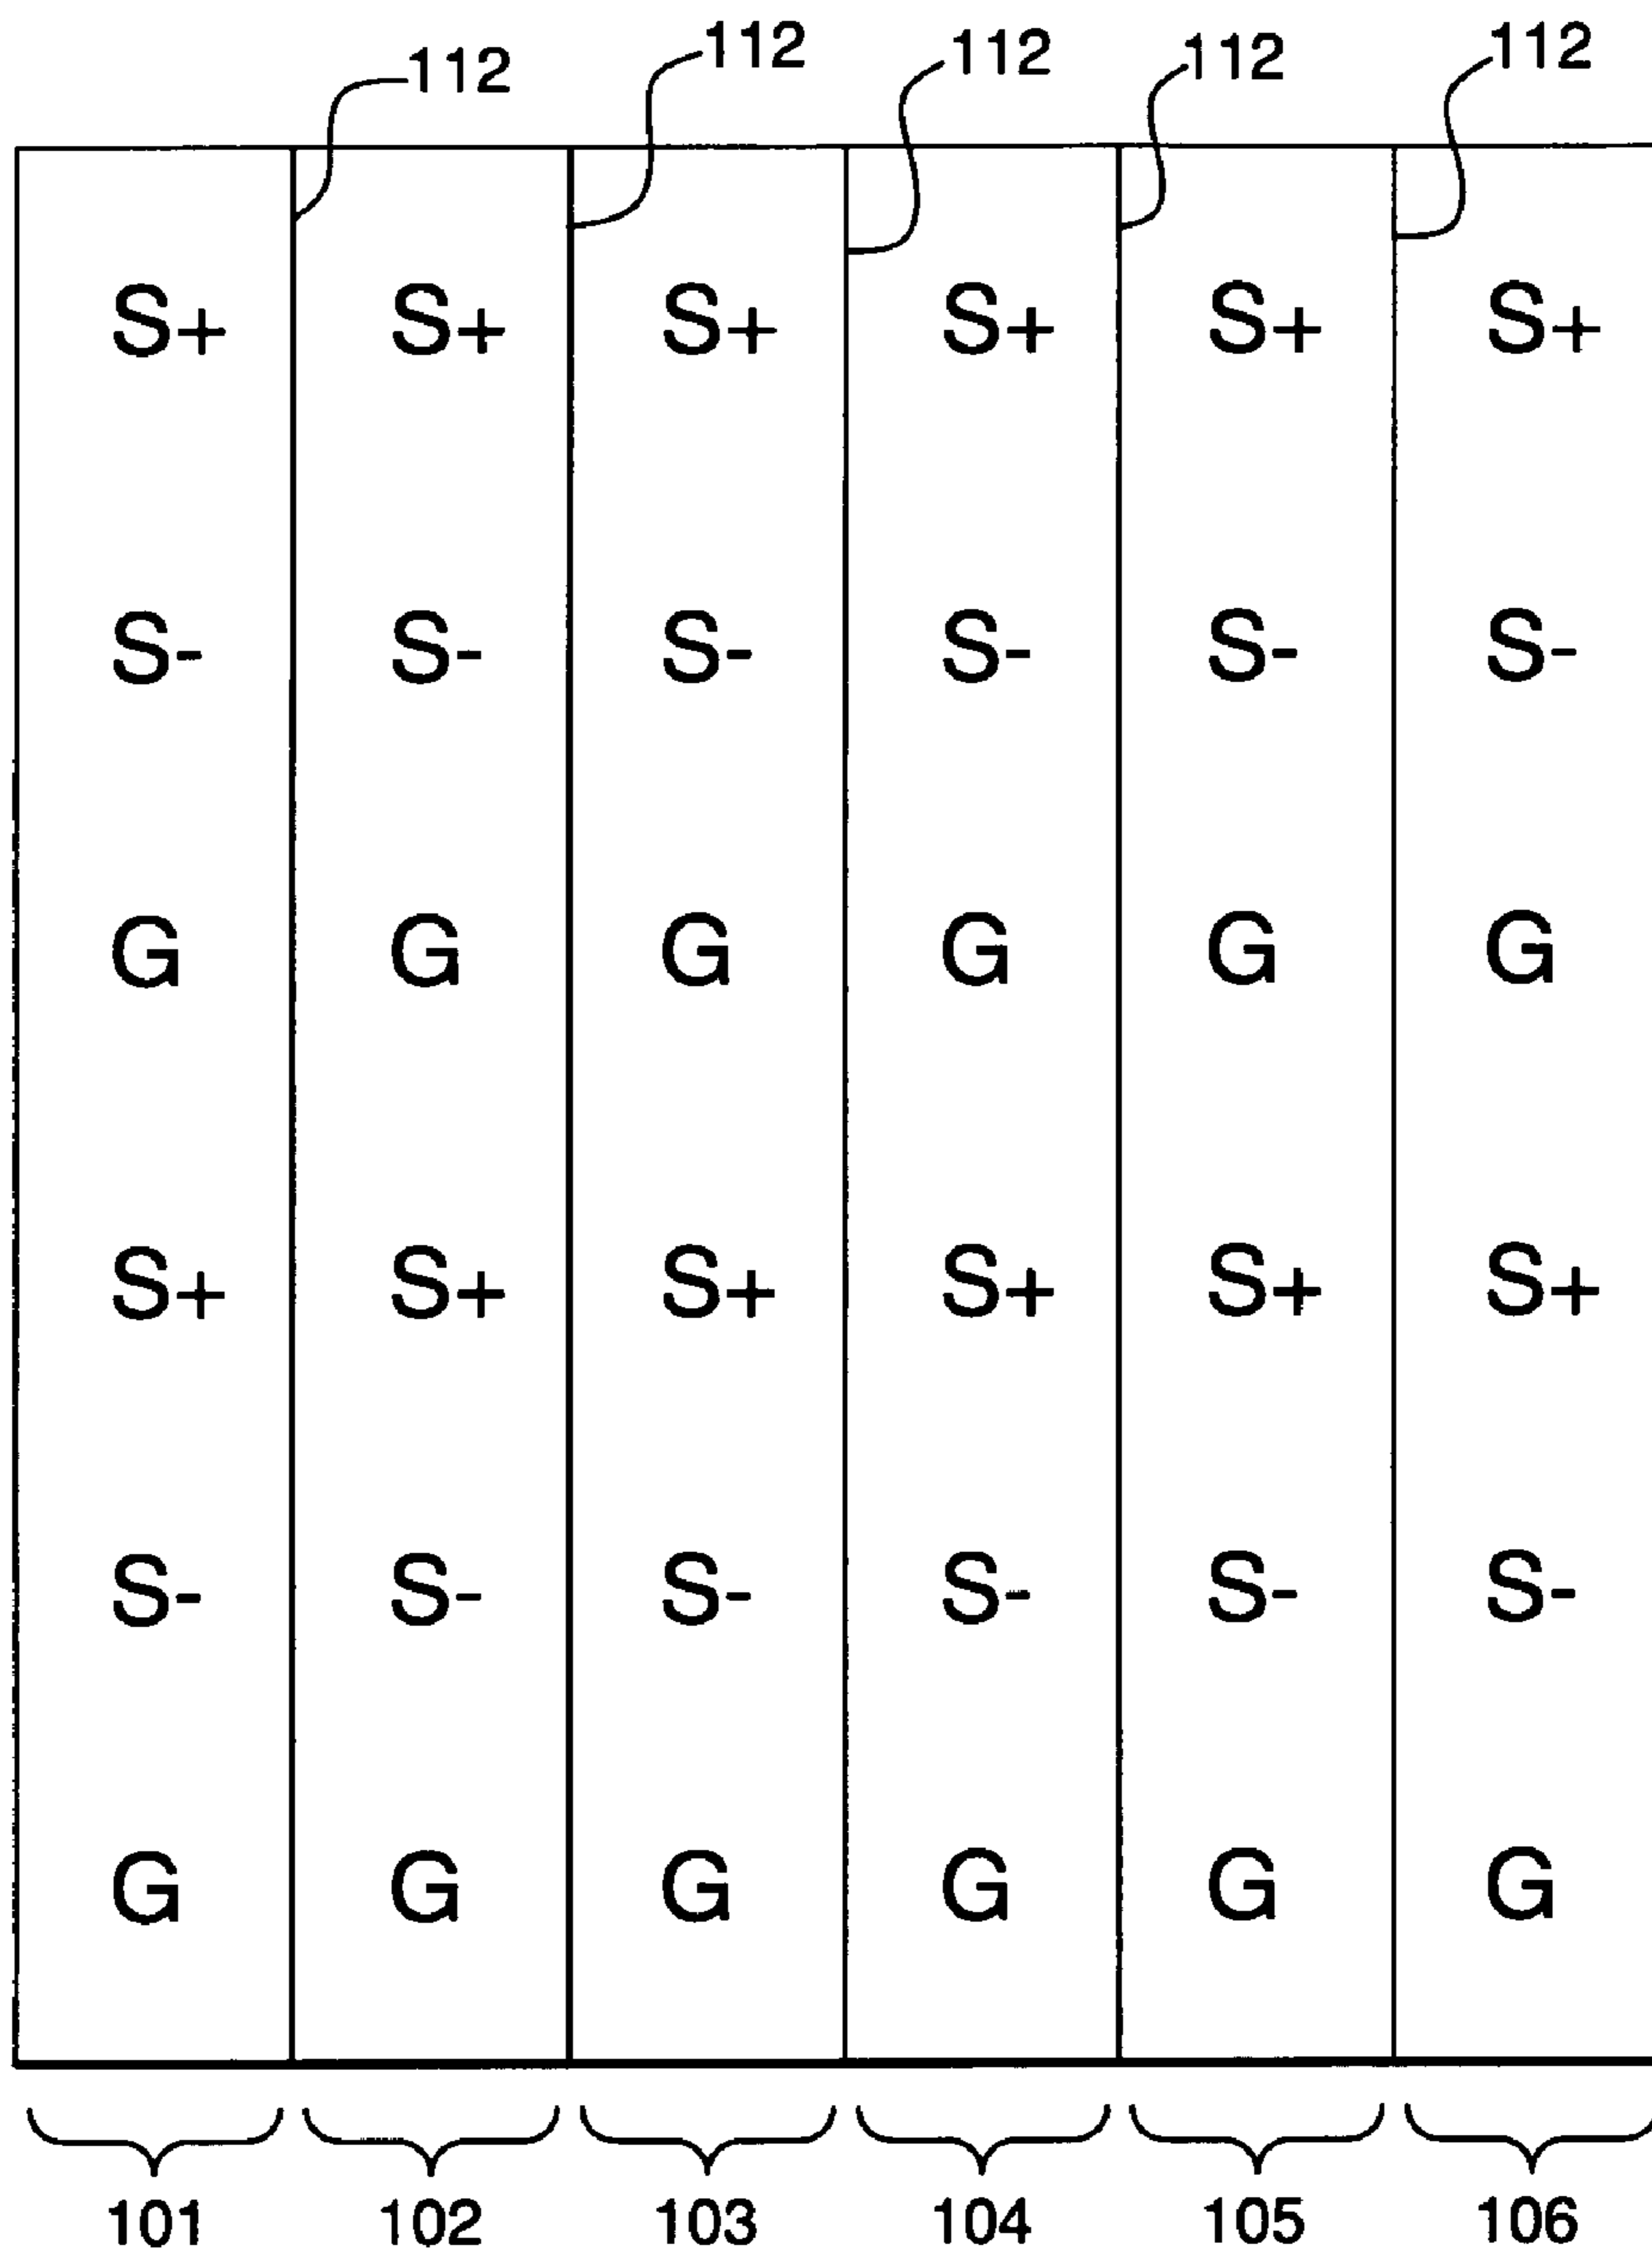 112 112 112 112 112
S+ S+ S+ S+ S+ S+
S- S- S- S- S- S-
G G G G G G
S+ S+ S+ S+ S+ S+
S- S- S- S- S- S-
G G G G G G
101 102 103 104 105 106